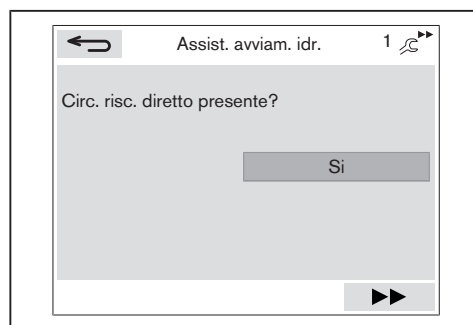 Assist. avviam. idr. 1
Circ. risc. diretto presente?
Si